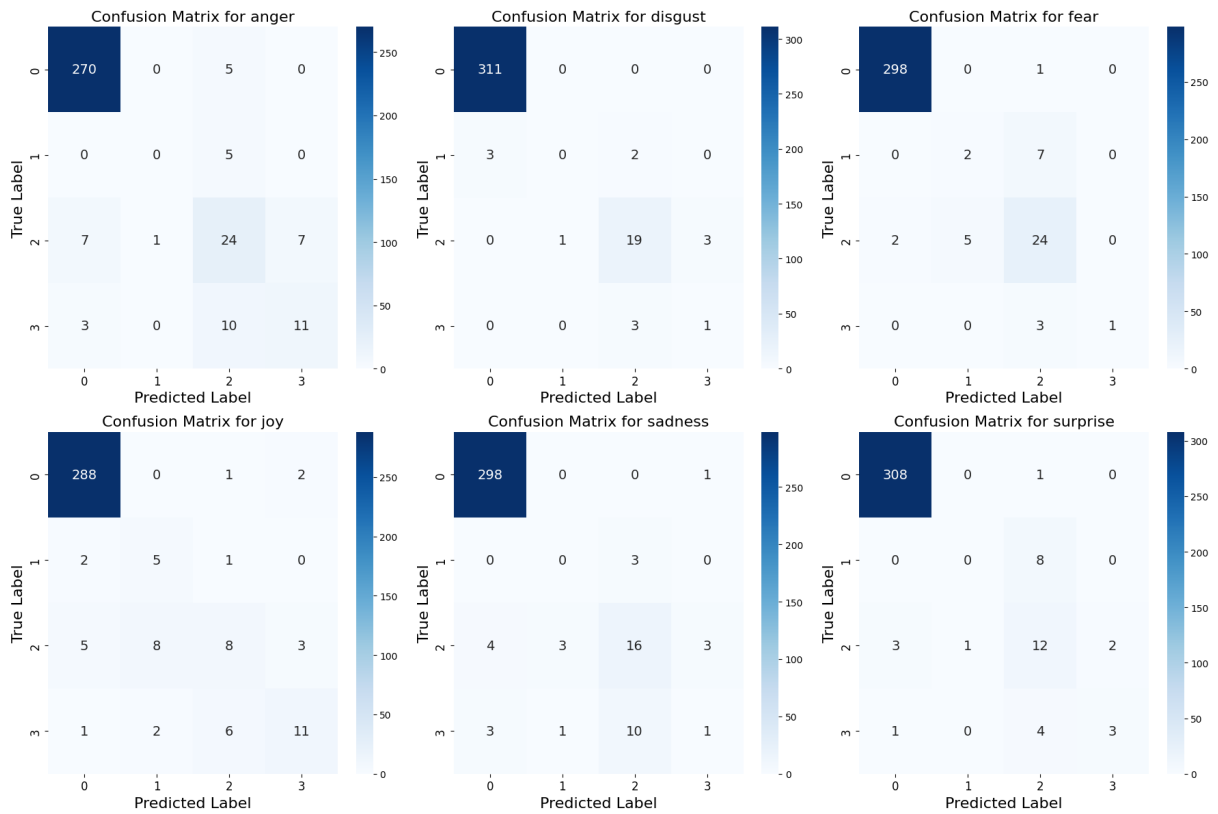 Confusion Matrix for anger
0 270 0 5 0
1 0 0 5 0
2 7 1 24 7
3 3 0 10 11
0 1 2 3
Predicted Label
True Label
250
200
150
100
50
0
Confusion Matrix for disgust
0 311 0 0 0
1 3 0 2 0
2 0 1 19 3
3 0 0 3 1
0 1 2 3
Predicted Label
True Label
300
250
200
150
100
50
0
Confusion Matrix for fear
0 298 0 1 0
1 0 2 7 0
2 2 5 24 0
3 0 0 3 1
0 1 2 3
Predicted Label
True Label
250
200
150
100
50
0
Confusion Matrix for joy
0 288 0 1 2
1 2 5 1 0
2 5 8 8 3
3 1 2 6 11
0 1 2 3
Predicted Label
True Label
250
200
150
100
50
0
Confusion Matrix for sadness
0 298 0 0 1
1 0 0 3 0
2 4 3 16 3
3 3 1 10 1
0 1 2 3
Predicted Label
True Label
250
200
150
100
50
0
Confusion Matrix for surprise
0 308 0 1 0
1 0 0 8 0
2 3 1 12 2
3 1 0 4 3
0 1 2 3
Predicted Label
True Label
300
250
200
150
100
50
0